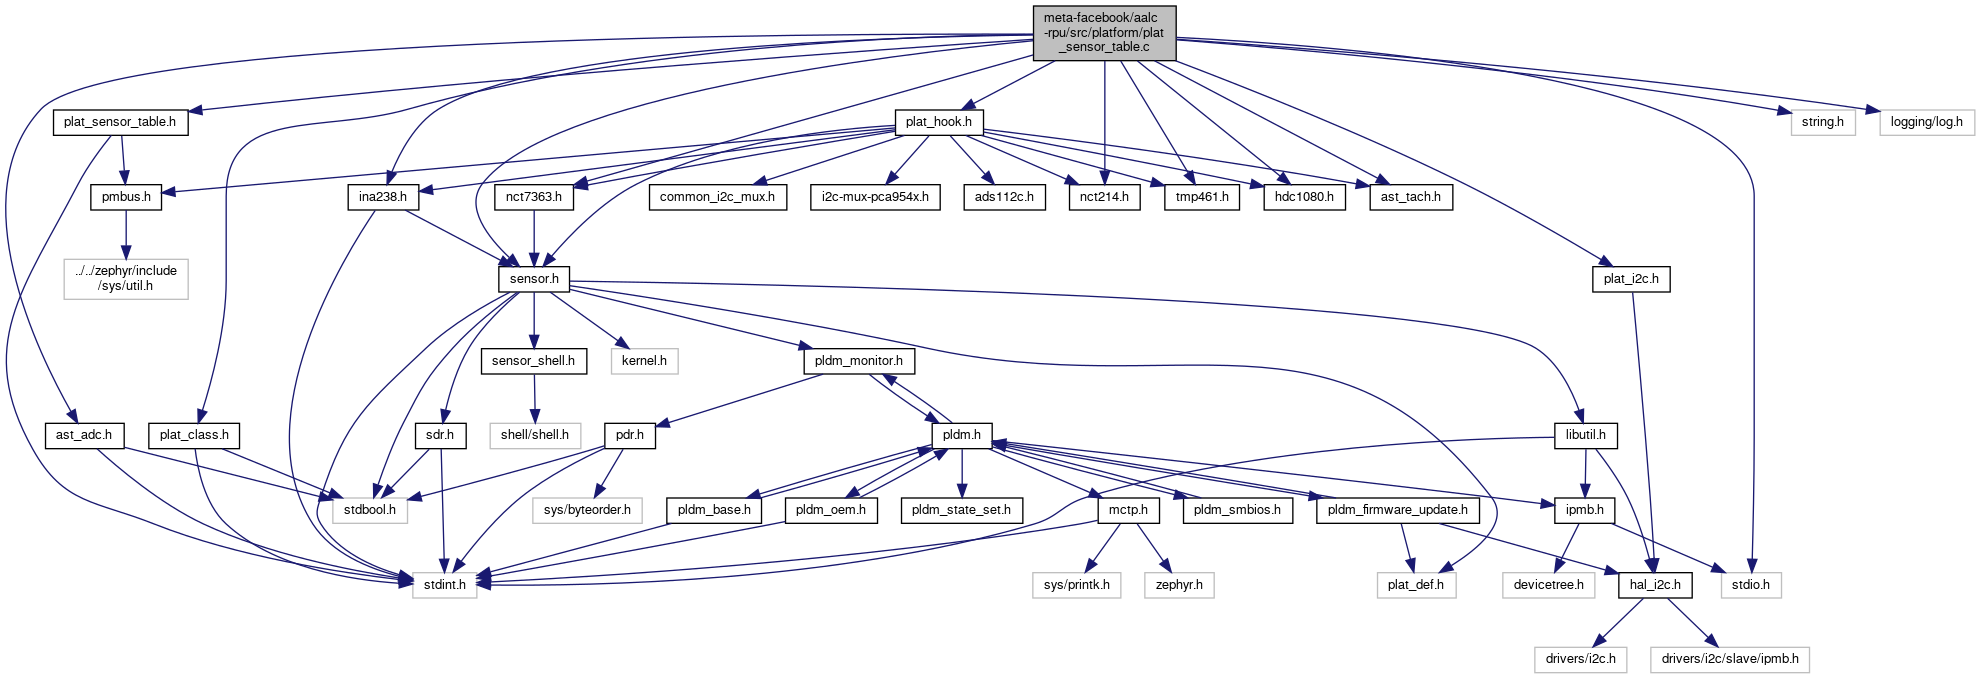 meta-facebook/aalc
-rpu/src/platform/plat
_sensor_table.c
plat_sensor_table.h
plat_hook.h
string.h
logging/log.h
pmbus.h
ina238.h
nct7363.h
common_i2c_mux.h
i2c-mux-pca954x.h
ads112c.h
nct214.h
tmp461.h
hdc1080.h
ast_tach.h
../../zephyr/include
/sys/util.h
sensor.h
plat_i2c.h
sensor_shell.h
kernel.h
pldm_monitor.h
ast_adc.h
plat_class.h
sdr.h
shell/shell.h
pdr.h
pldm.h
libutil.h
stdbool.h
sys/byteorder.h
pldm_base.h
pldm_oem.h
pldm_state_set.h
mctp.h
pldm_smbios.h
pldm_firmware_update.h
ipmb.h
stdint.h
sys/printk.h
zephyr.h
plat_def.h
devicetree.h
hal_i2c.h
stdio.h
drivers/i2c.h
drivers/i2c/slave/ipmb.h